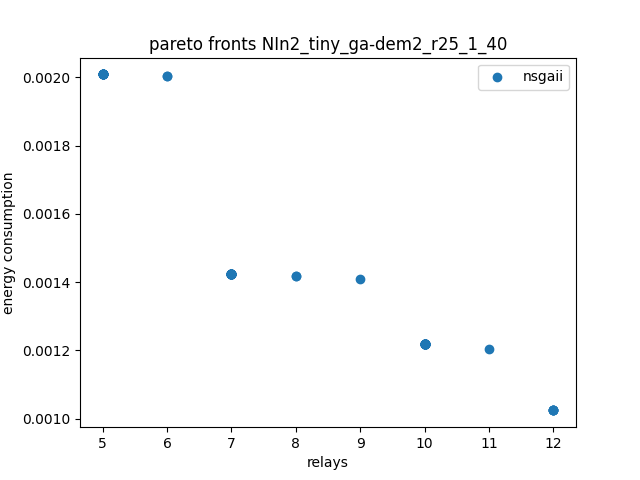 pareto fronts NIn2_tiny_ga-dem2_r25_1_40
nsgaii
0.0020
0.0018
0.0016
0.0014
0.0012
0.0010
energy consumption
5 6 7 8 9 10 11 12
relays